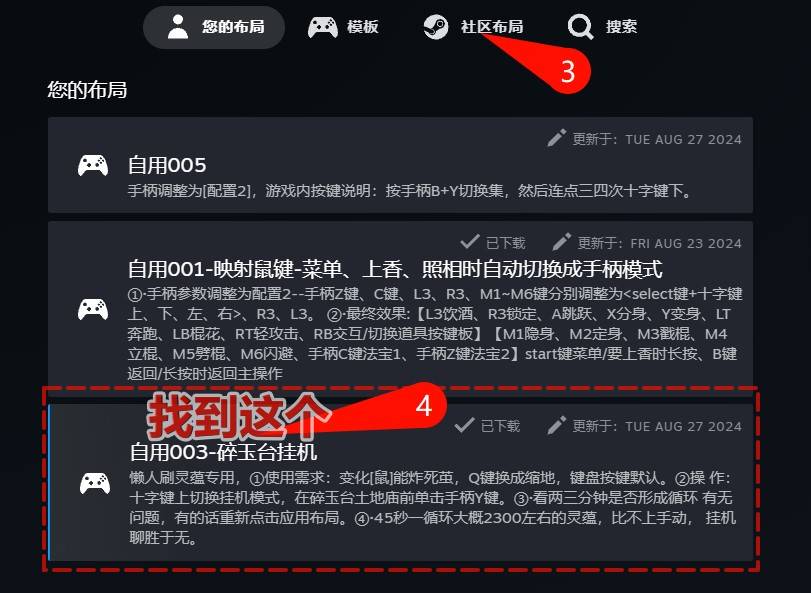 您的布局
模板
社区布局
搜索
3
您的布局
更新于: TUE AUG 27 2024
自用005
手柄调整为[配置2]，游戏内按键说明：按手柄B+Y切换集，然后连点三四次十字键下。
已下载
更新于: FRI AUG 23 2024
自用001-映射鼠键-菜单、上香、照相时自动切换成手柄模式
①·手柄参数调整为配置2--手柄Z键、C键、L3、R3、M1~M6键分别调整为<select键+十字键
上、下、左、右>、R3、L3。 ②·最终效果:【L3饮酒、R3锁定、A跳跃、X分身、Y变身、LT
奔跑、LB棍花、RT轻攻击、RB交互/切换道具按键板】【M1隐身、M2定身、M3戳棍、M4
立棍、M5劈棍、M6闪避、手柄C键法宝1、手柄Z键法宝2】start键菜单/要上香时长按、B键
返回/长按时返回主操作
找到这个
4
已下载
更新于: TUE AUG 27 2024
自用003-碎玉台挂机
懒人刷灵蕴专用，①使用需求：变化[鼠]能炸死茧，Q键换成缩地，键盘按键默认。②操 作：
十字键上切换挂机模式，在碎玉台土地庙前单击手柄Y键。③·看两三分钟是否形成循环 有无
问题，有的话重新点击应用布局。④·45秒一循环大概2300左右的灵蕴，比不上手动， 挂机
聊胜于无。